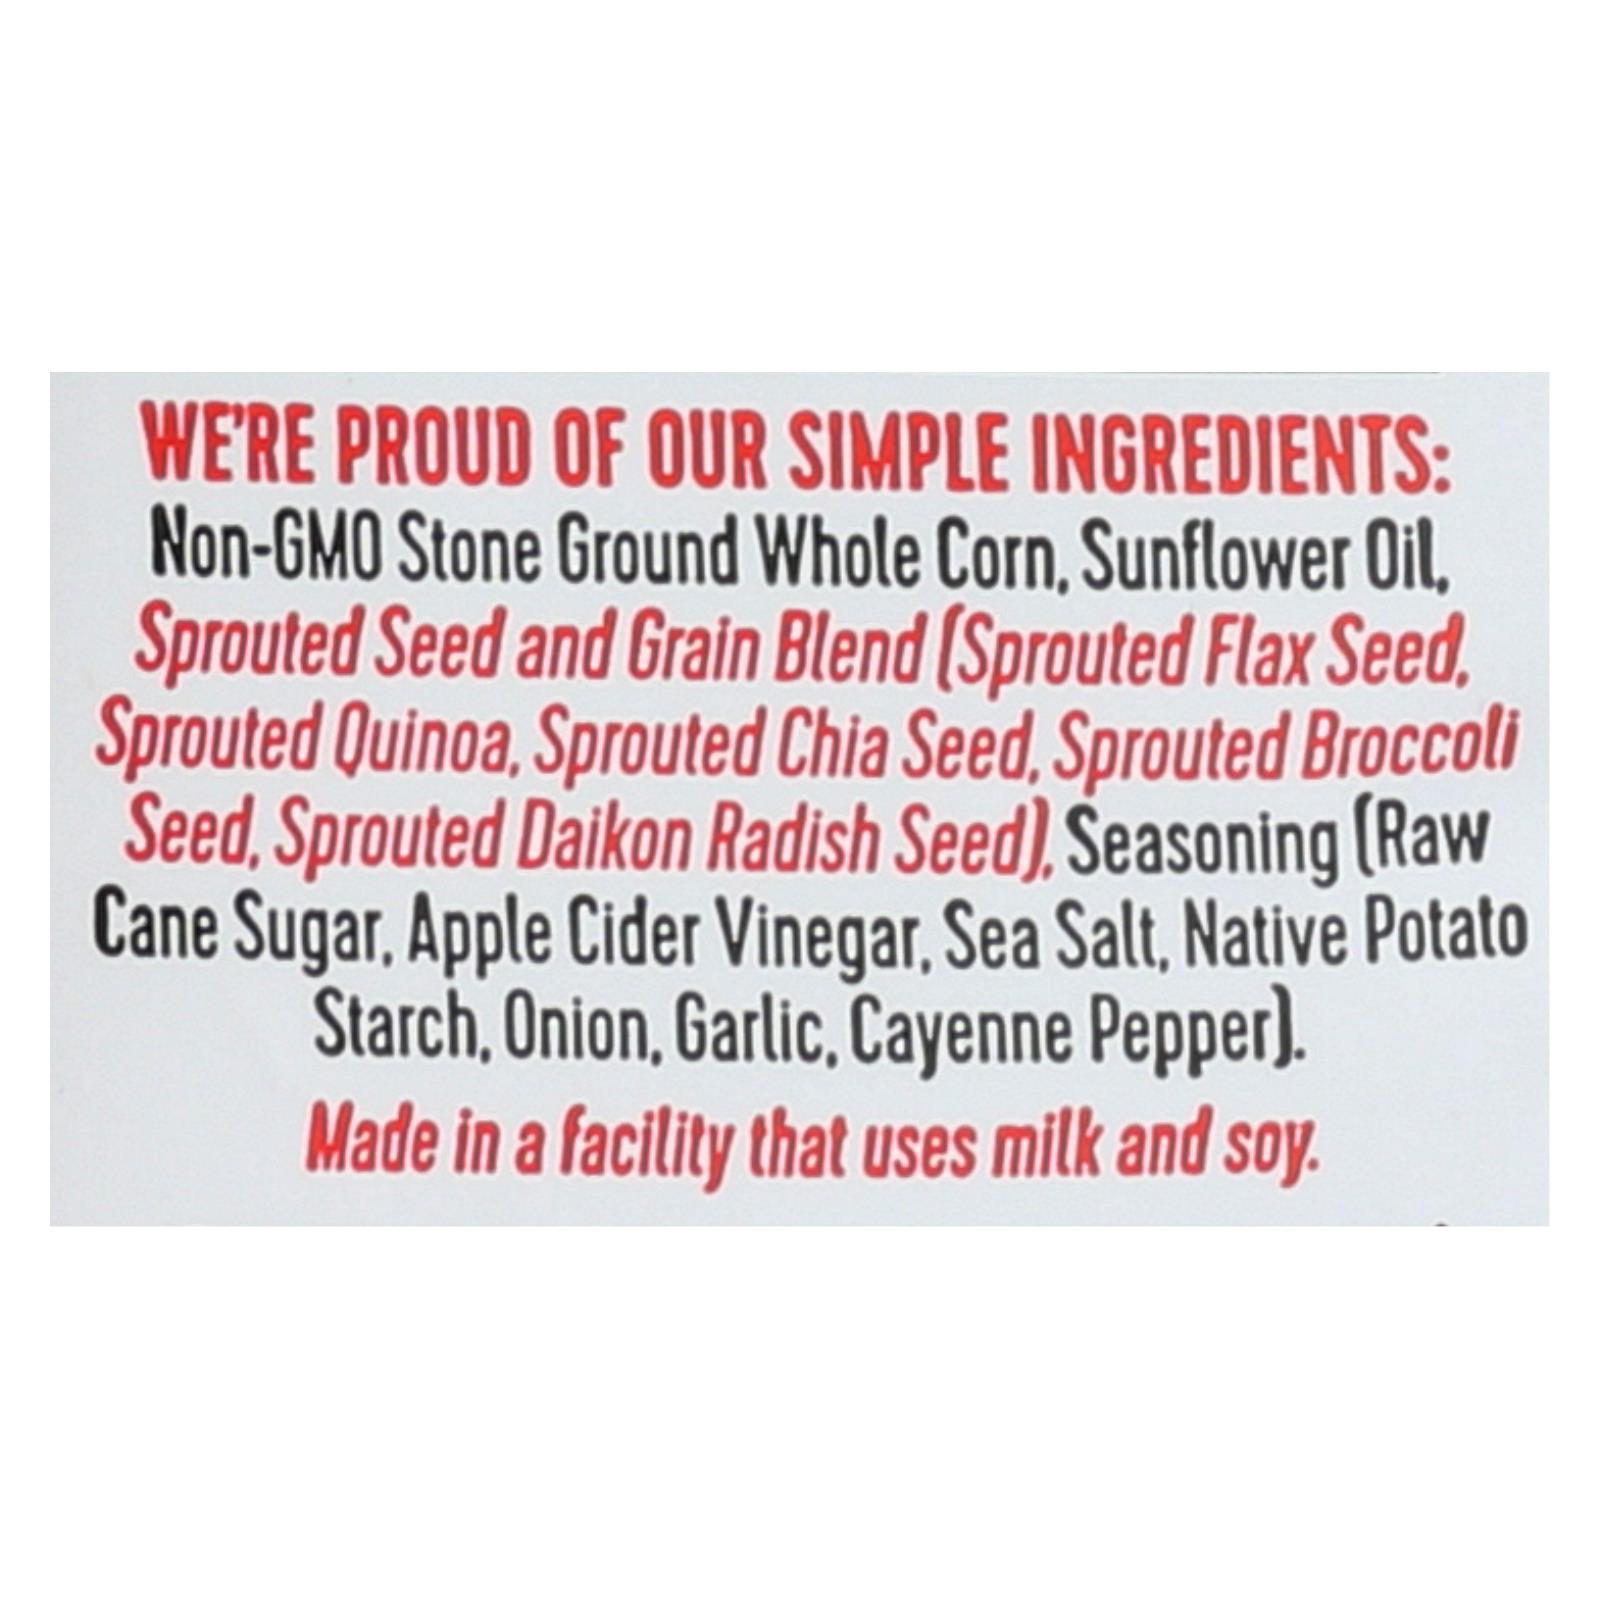 WE'RE PROUD OF OUR SIMPLE INGREDIENTS:
Non-GMO Stone Ground Whole Corn, Sunflower Oil,
Sprouted Seed and Grain Blend (Sprouted Flax Seed,
Sprouted Quinoa, Sprouted Chia Seed, Sprouted Broccoli
Seed, Sprouted Daikon Radish Seed), Seasoning (Raw
Cane Sugar, Apple Cider Vinegar, Sea Salt, Native Potato
Starch, Onion, Garlic, Cayenne Pepper).
Made in a facility that uses milk and soy.